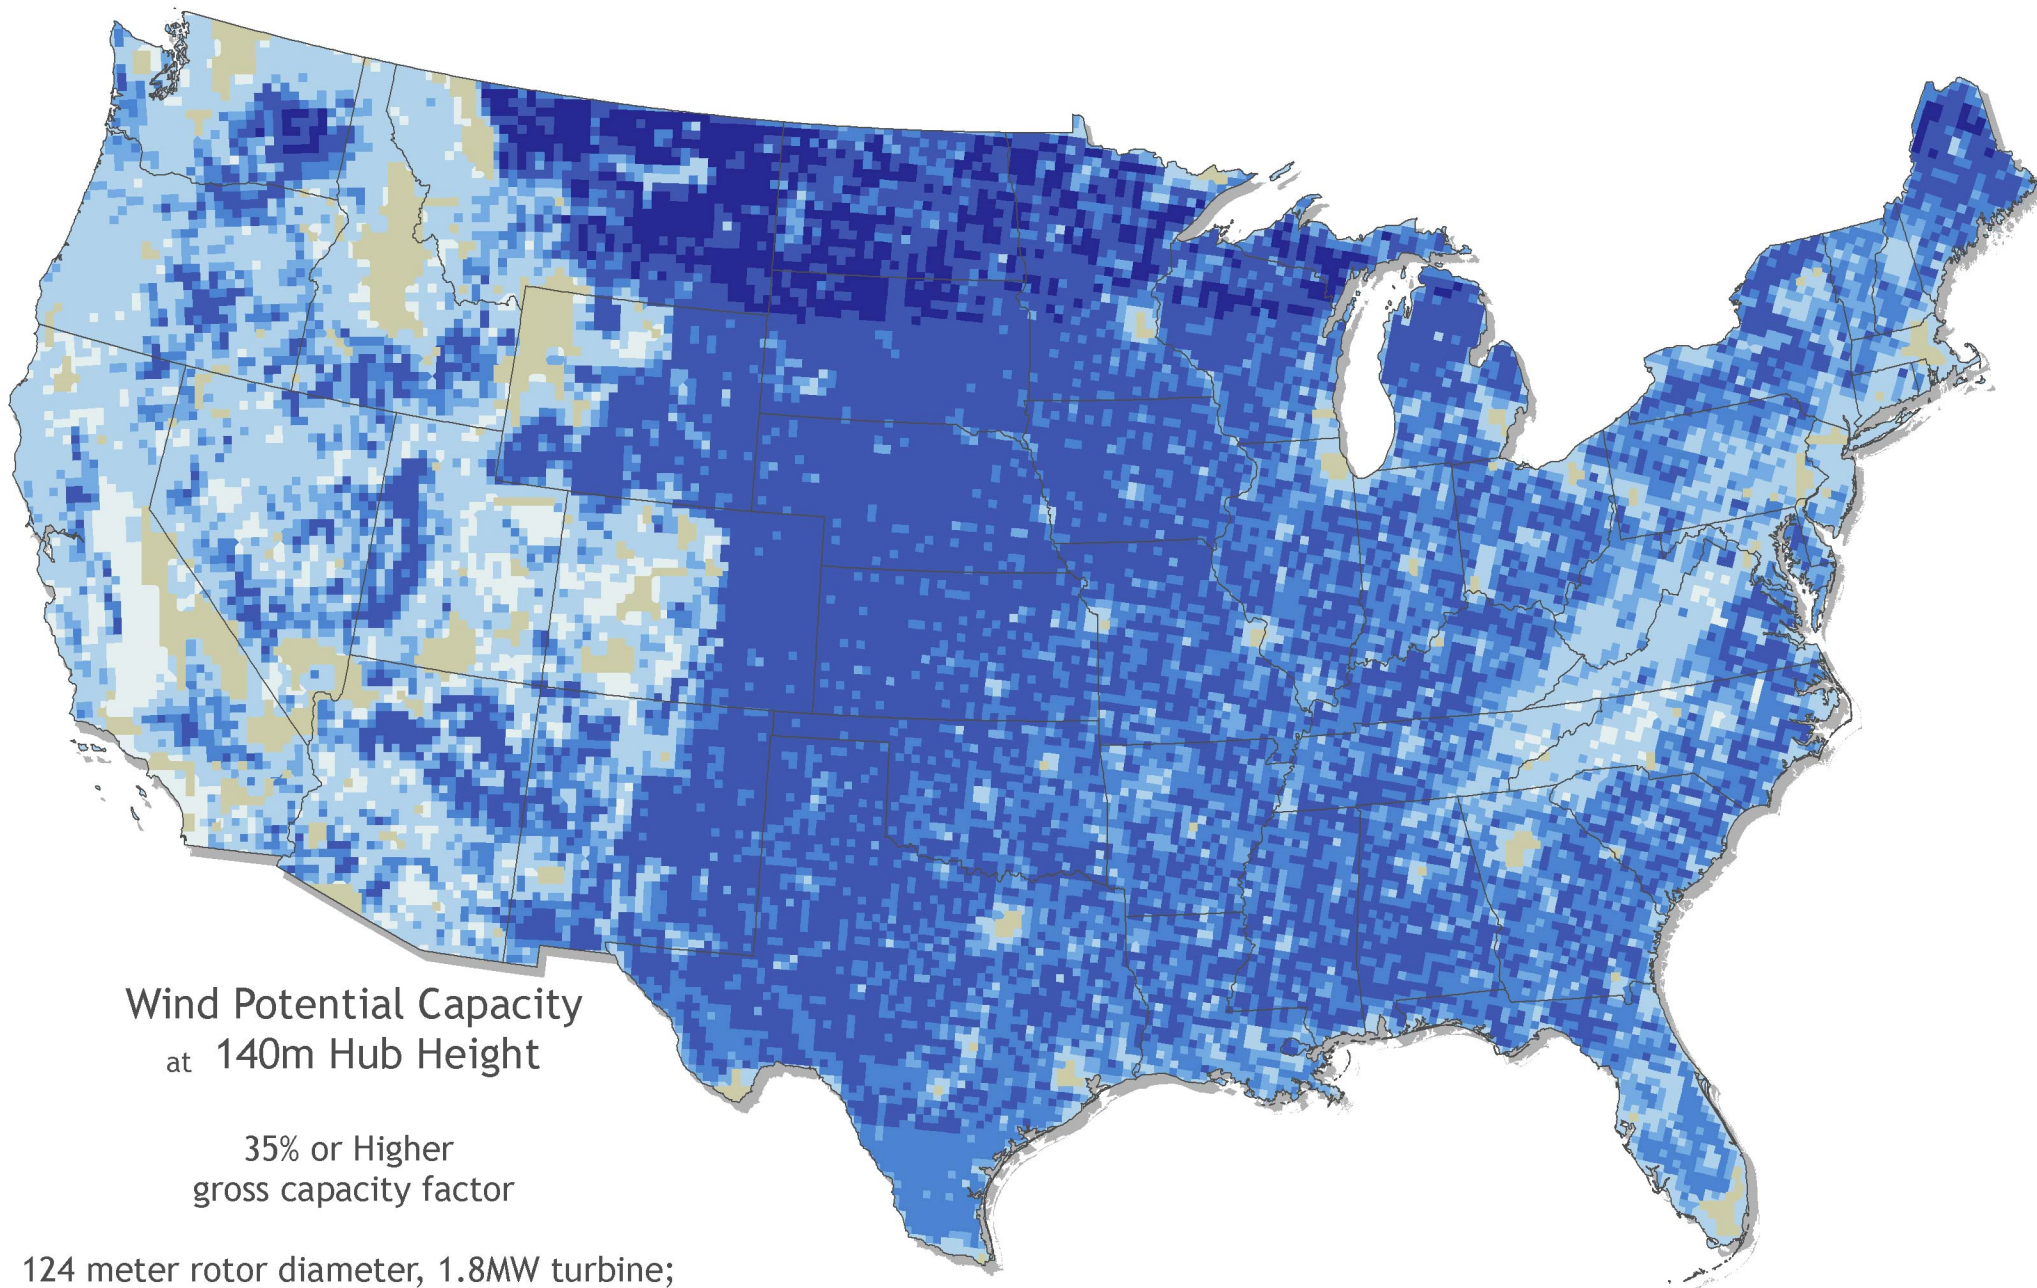 Wind Potential Capacity
at 140m Hub Height
35% or Higher
gross capacity factor
124 meter rotor diameter, 1.8MW turbine;